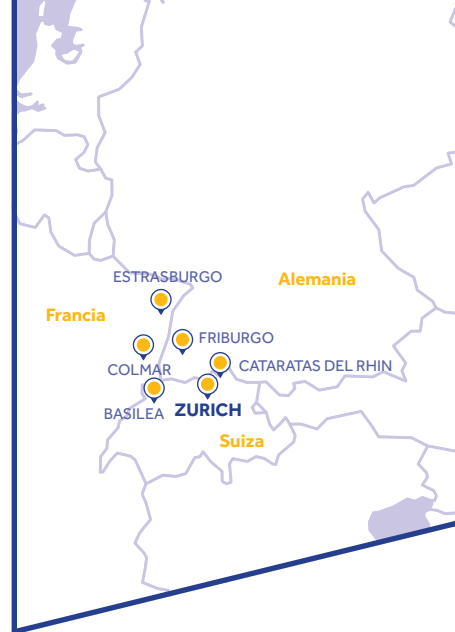 ESTRASBURGO
Alemania
Francia
FRIBURGO
COLMAR
CATARATAS DEL RHIN
BASILEA
ZURICH
Suiza